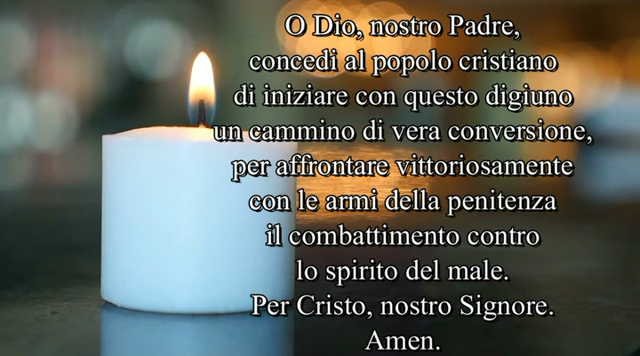 O Dio, nostro Padre,
concedi al popolo cristiano
di iniziare con questo digiuno
un cammino di vera conversione,
per affrontare vittoriosamente
con le armi della penitenza
il combattimento contro
lo spirito del male.
Per Cristo, nostro Signore.
Amen.